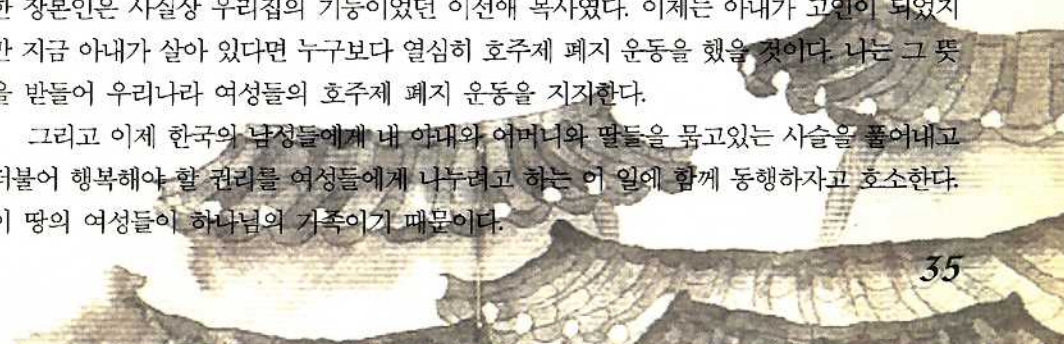 한 장본인은 사실상 우리집의 기둥이었던 이선애 목사였다. 이제는 아내가 고인이 되었지
만 지금 아내가 살아 있다면 누구보다 열심히 호주제 폐지 운동을 했을 것이다. 나는 그 뜻
을 받들어 우리나라 여성들의 호주제 폐지 운동을 지지한다.
그리고 이제 한국의 남성들에게 내 아내와 어머니와 딸들을 묶고있는 사슬을 풀어내고
더불어 행복해야 할 권리를 여성들에게 나누려고 하는 이 일에 함께 동행하자고 호소한다.
이 땅의 여성들이 하나님의 가족이기 때문이다.
35